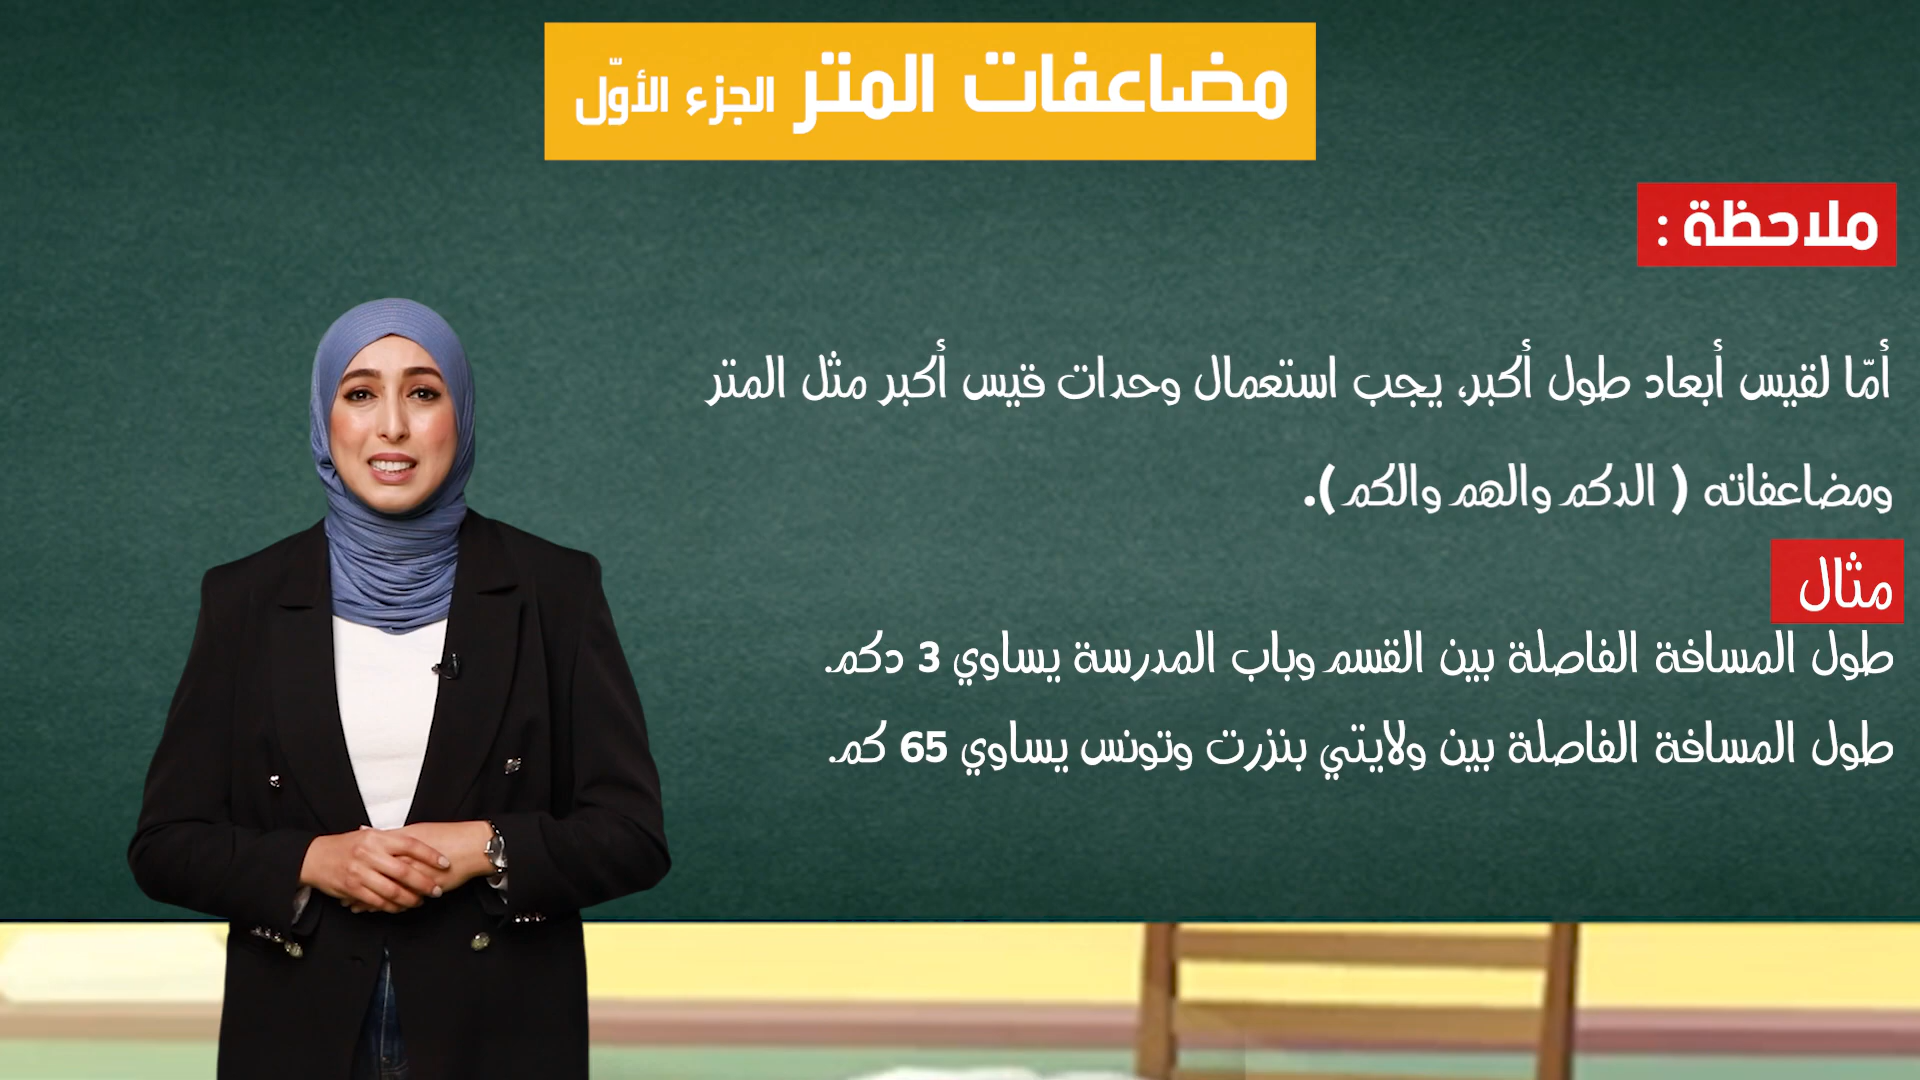 مضاعفات المتر الجزء الأوّل
ملاحظة :
أمّا لقيس أبعاد طول أكبر، يجب استعمال وحدات قيس أكبر مثل المتر
ومضاعفاته ( الدكم والهم والكم ).
مثال
طول المسافة الفاصلة بين القسم وباب المدرسة يساوي 3 دكم.
طول المسافة الفاصلة بين ولايتي بنزرت وتونس يساوي 65 كم.